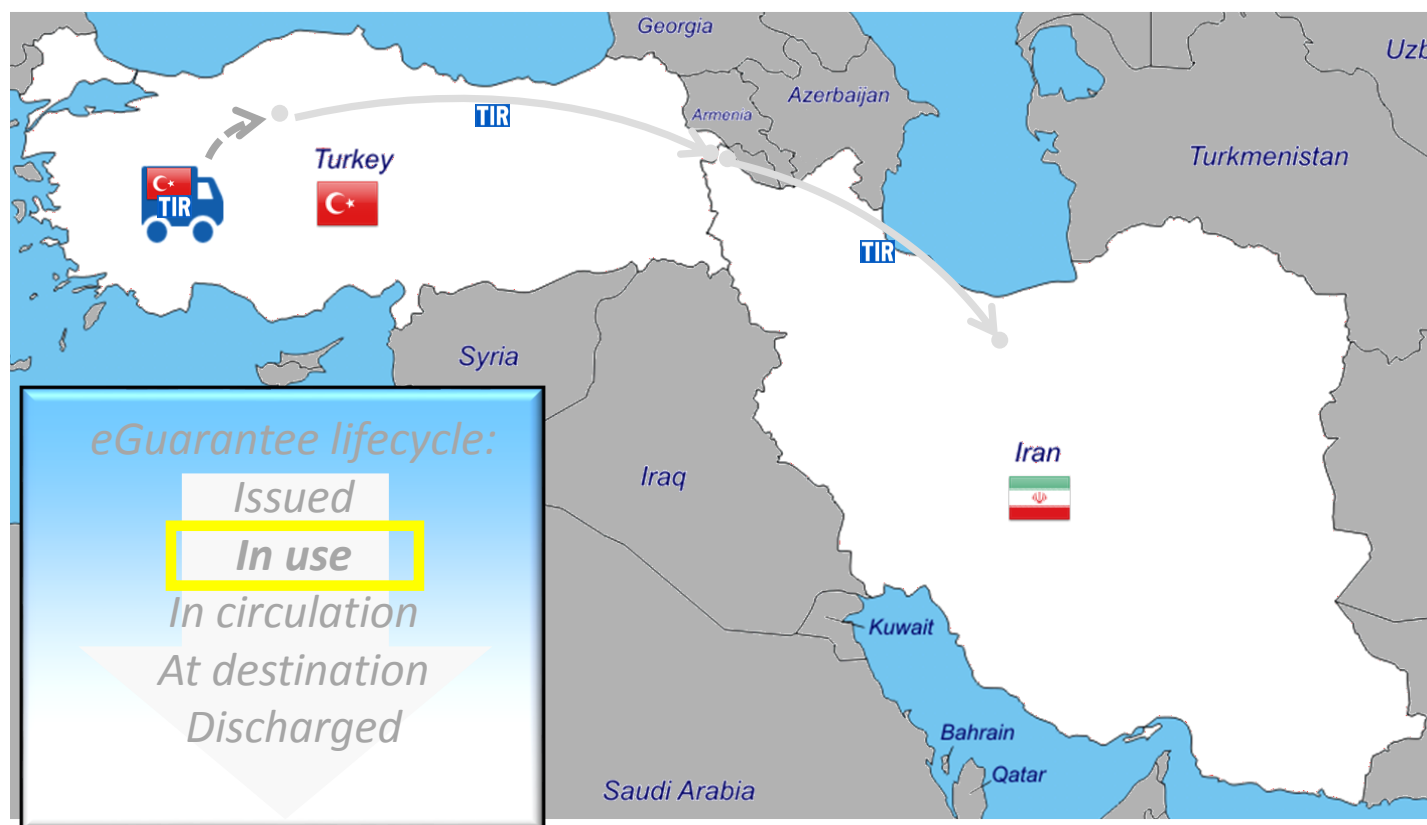 Georgia
Uzb
Azerbaijan
Armenia
TIR
Turkey
Turkmenistan
TIR
TIR
Syria
eGuarantee lifecycle:
Issued
In use
In circulation
At destination
Discharged
Iran
Iraq
Kuwait
Bahrain
Qatar
Saudi Arabia